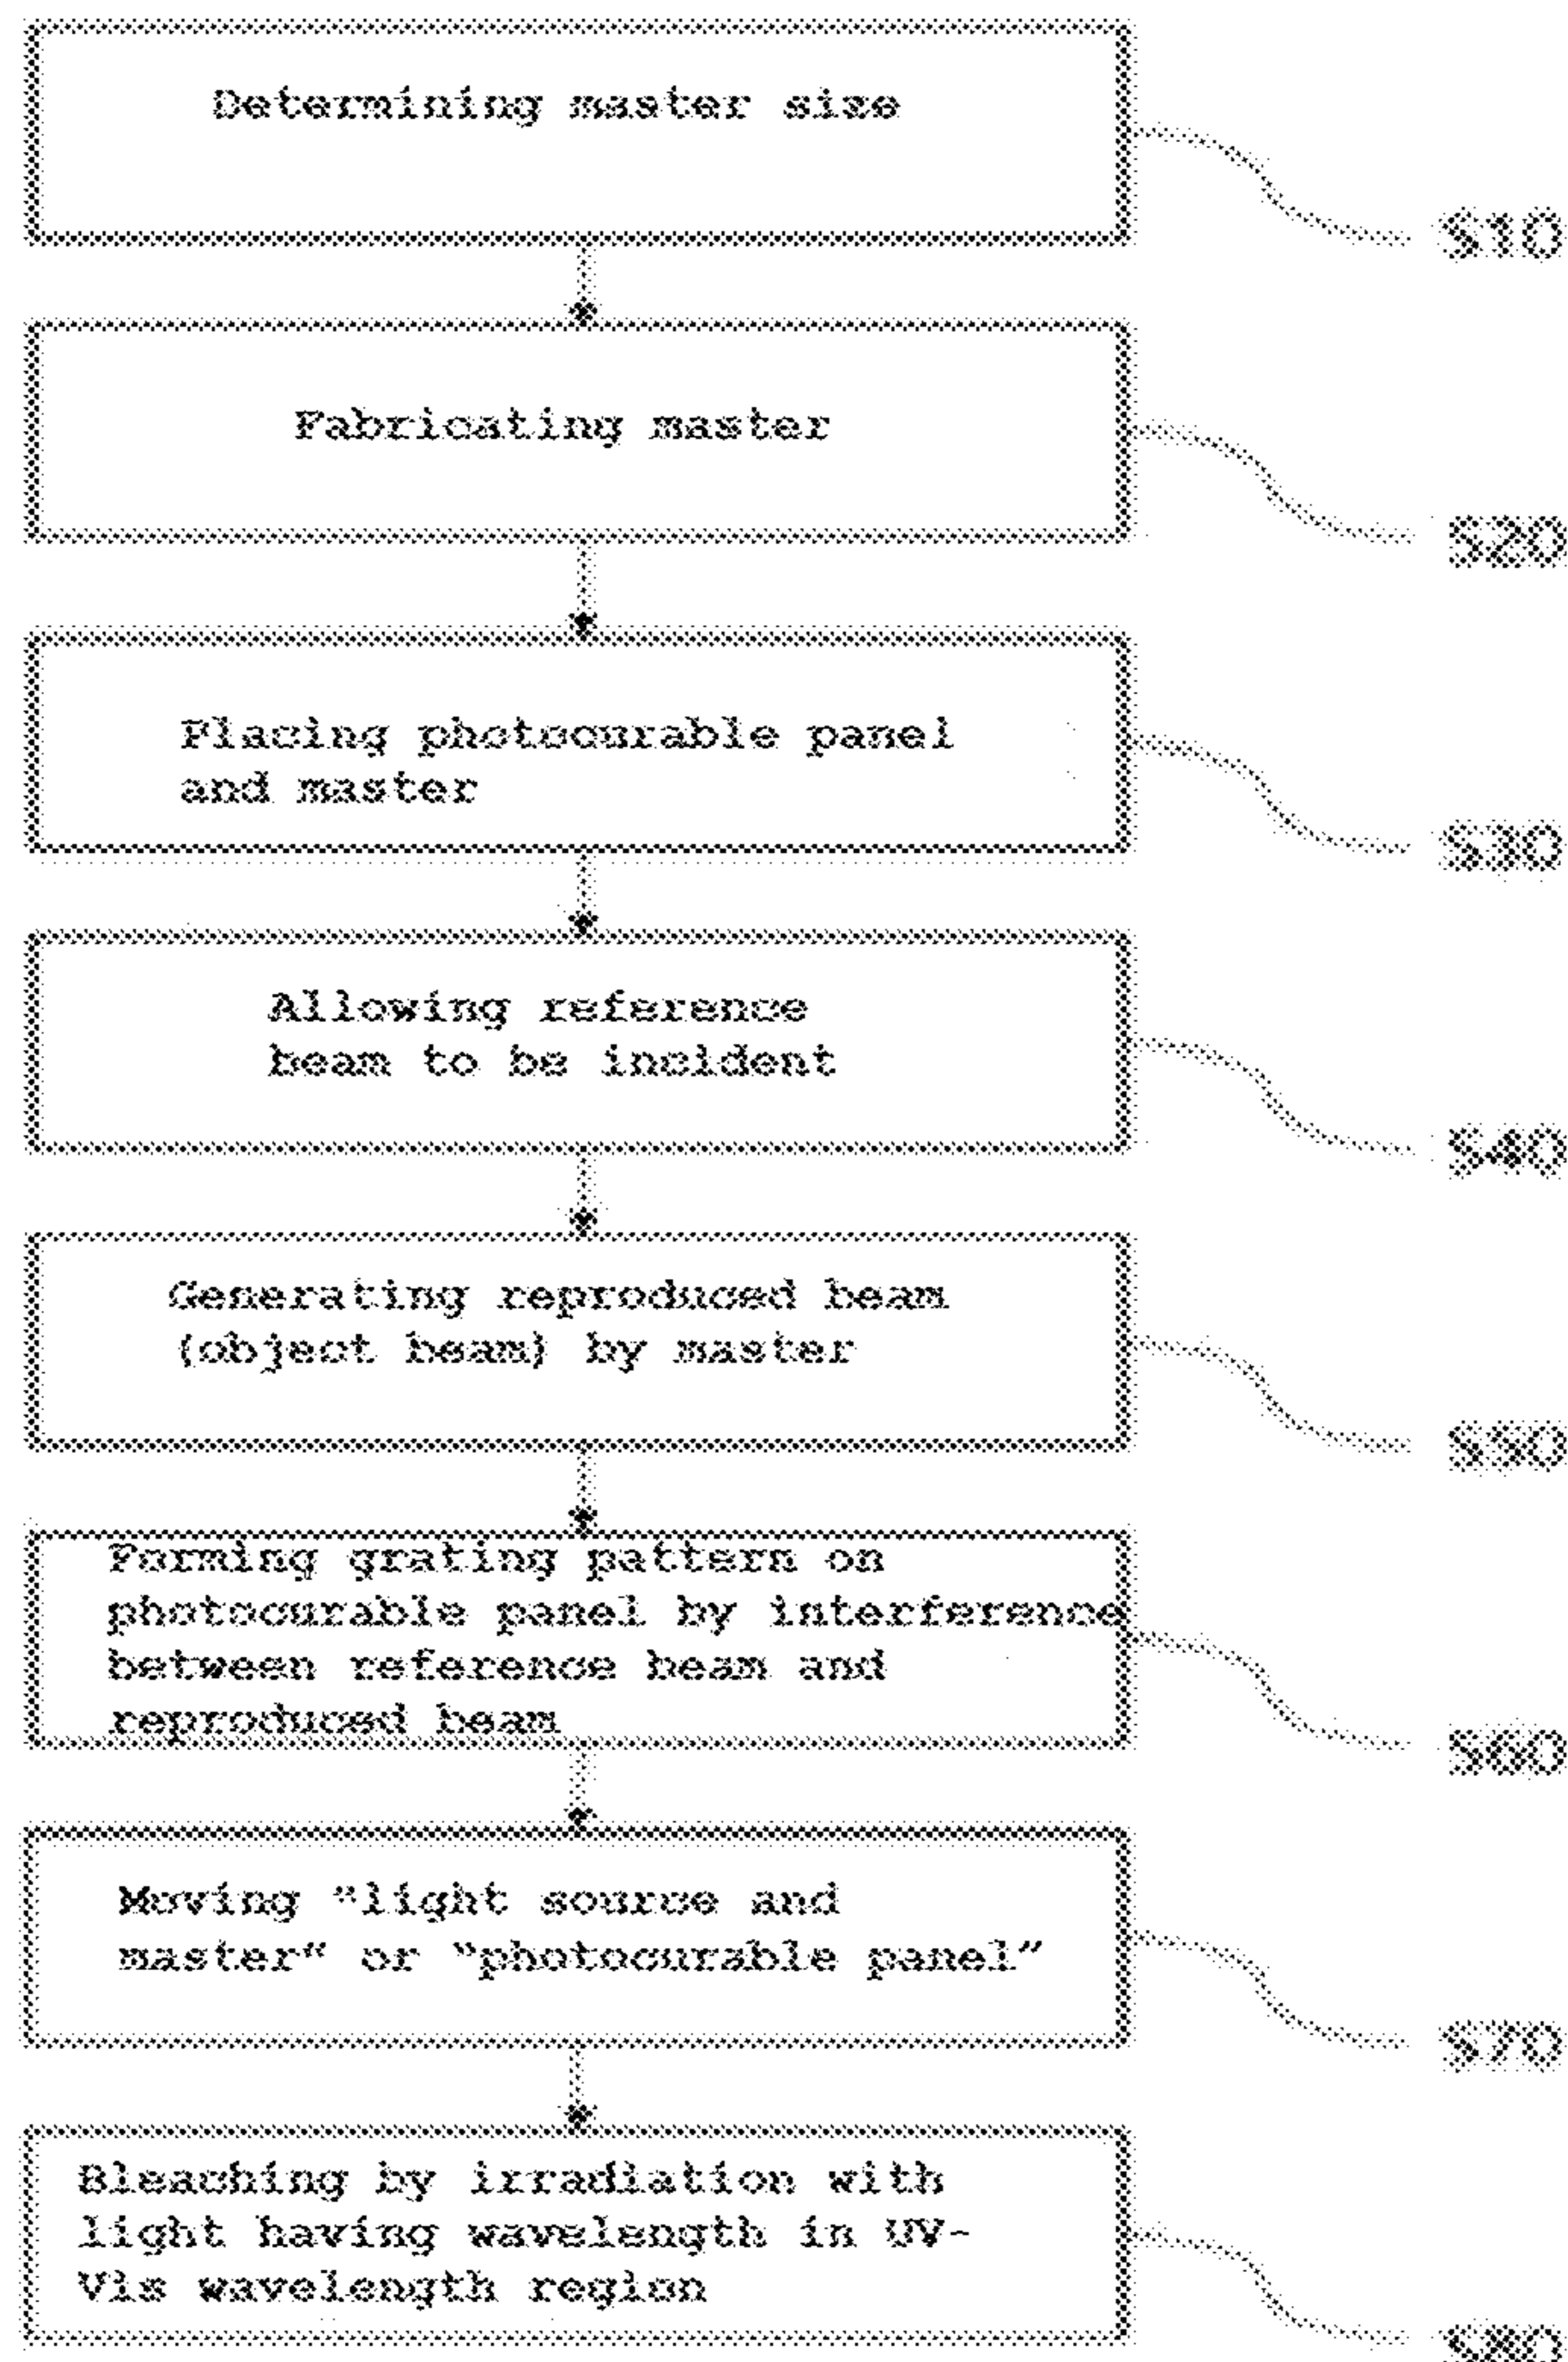 Determining master size
S10
Fabricating master
S20
Placing photocurable panel
and master
S30
Allowing reference
beam to be incident
S40
Generating reproduced beam
(object beam) by master
S50
Forming grating pattern on
photocurable panel by interference
between reference beam and
reproduced beam
S60
Moving "light source and
master“ or "photocurable panel”
S70
Bleaching by irradiation with
light having wavelength in UV-
Vis wavelength region
S80